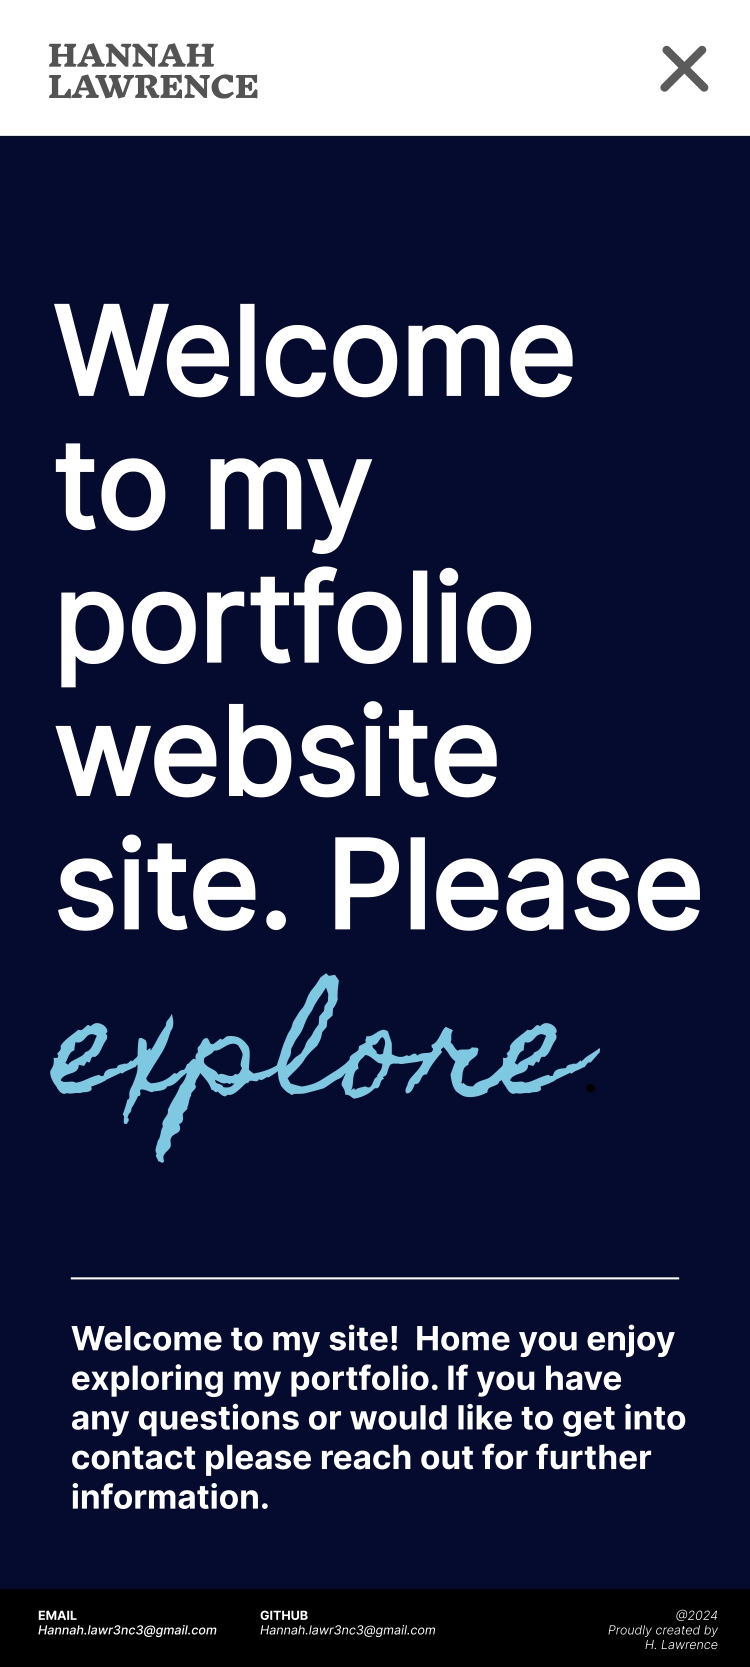 HANNAH
LAWRENCE
Welcome
to my
portfolio
website
site. Please
explore.
Welcome to my site!  Home you enjoy
exploring my portfolio. If you have
any questions or would like to get into
contact please reach out for further
information.
EMAIL
Hannah.lawr3nc3@gmail.com
GITHUB
Hannah.lawr3nc3@gmail.com
@2024
Proudly created by
H. Lawrence